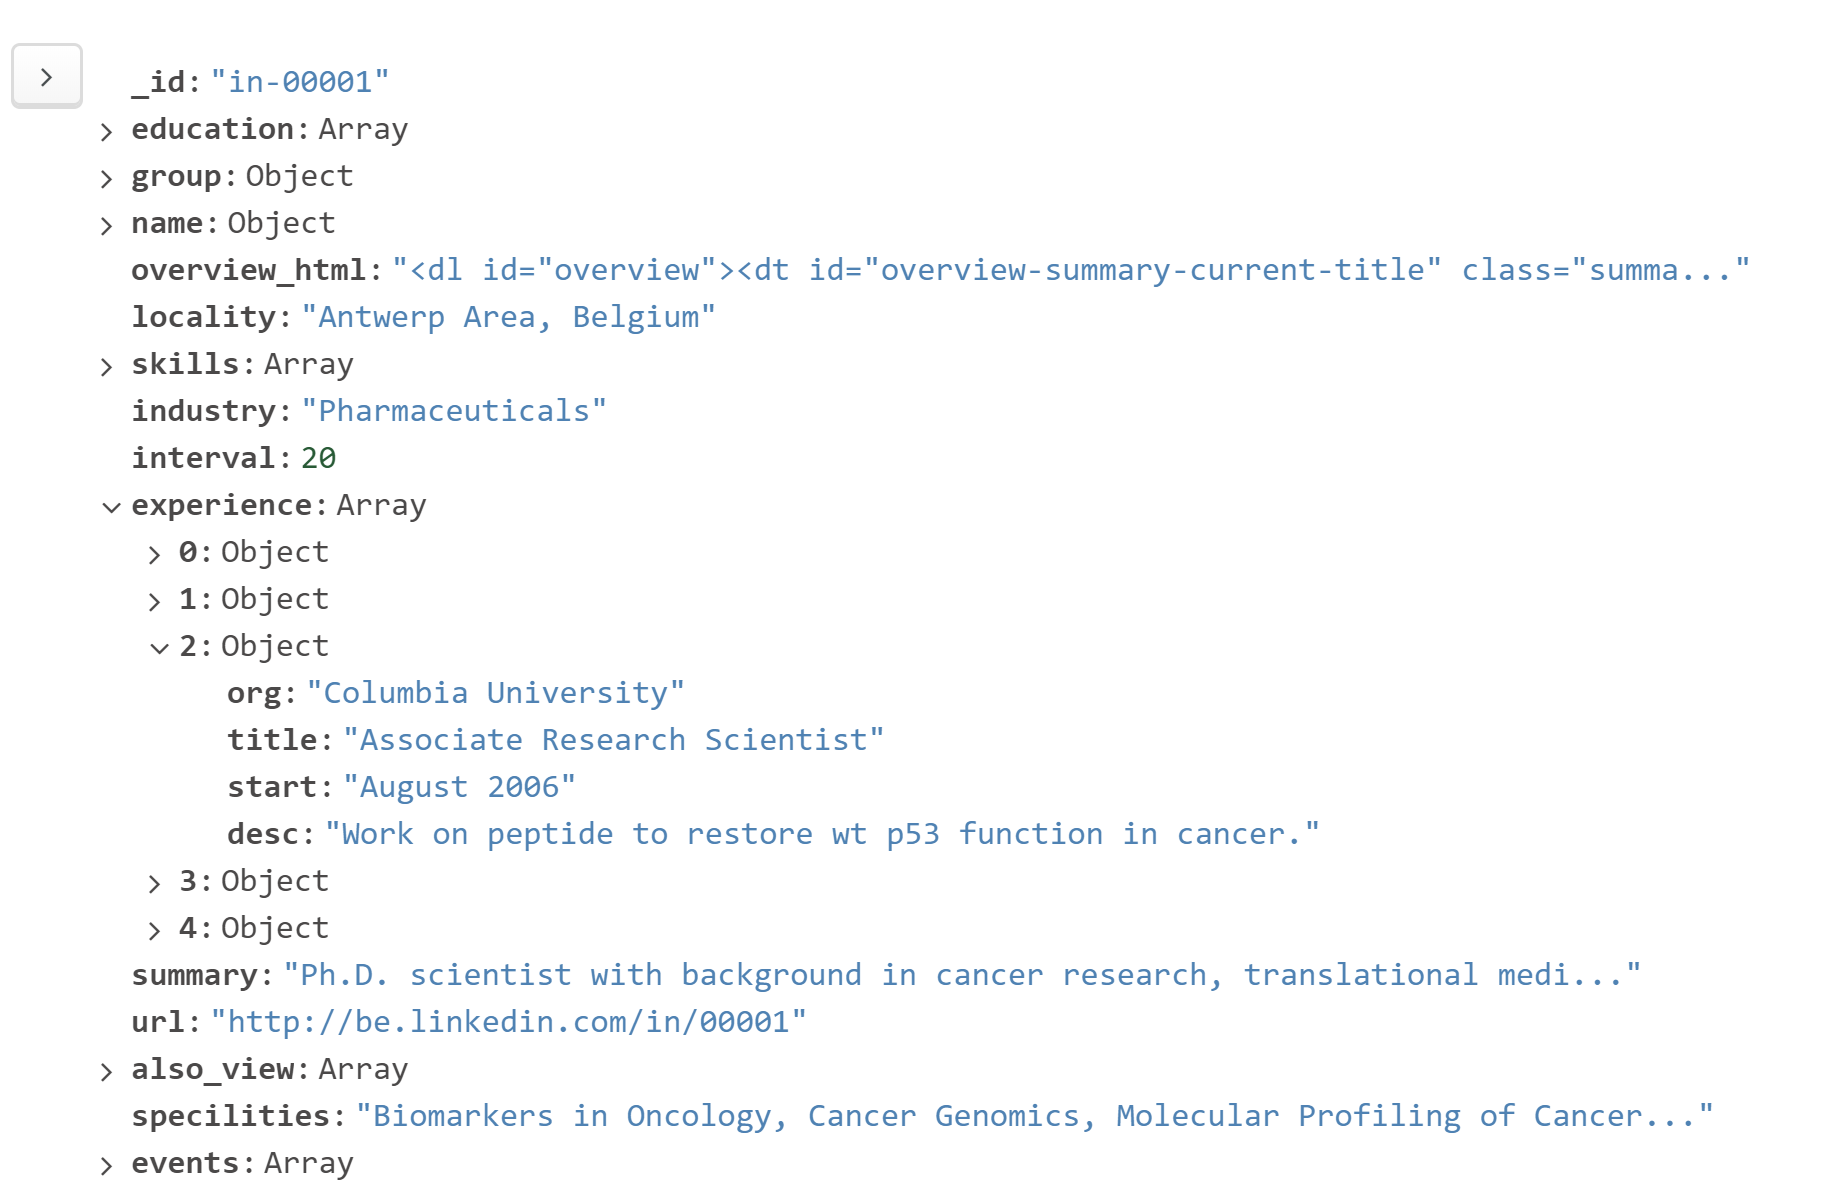 _id: "in-00001"
education: Array
group: Object
name: Object
overview_html: "<dl id="overview"><dt id="overview-summary-current-title" class="summa..."
locality: "Antwerp Area, Belgium"
skills: Array
industry: "Pharmaceuticals"
interval: 20
experience: Array
0: Object
1: Object
2: Object
org: "Columbia University"
title: "Associate Research Scientist"
start: "August 2006"
desc: "Work on peptide to restore wt p53 function in cancer."
3: Object
4: Object
summary: "Ph.D. scientist with background in cancer research, translational medi..."
url: "http://be.linkedin.com/in/00001"
also_view: Array
specilities: "Biomarkers in Oncology, Cancer Genomics, Molecular Profiling of Cancer..."
events: Array